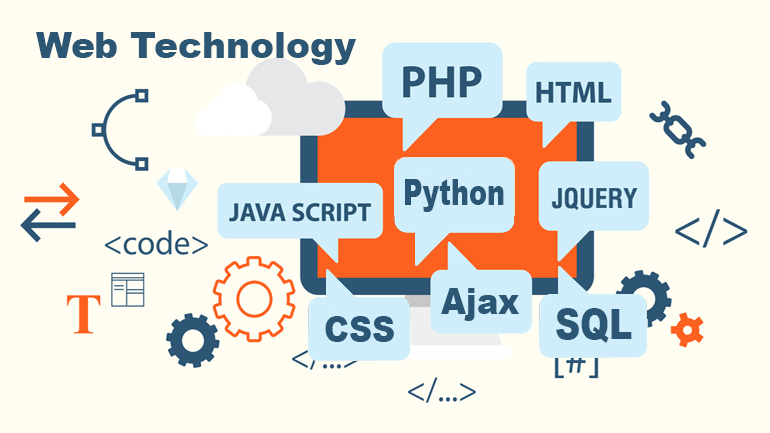 Web Technology
PHP
HTML
JAVA SCRIPT
Python
JQUERY
<code>
</>
T
CSS
Ajax
SQL
</...>
[#]
</...>